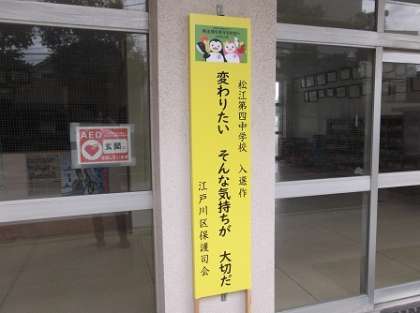 松江第四中学校　入選作
変わりたい　そんな気持ちが　大切だ
江戸川区保護司会
AED
玄関